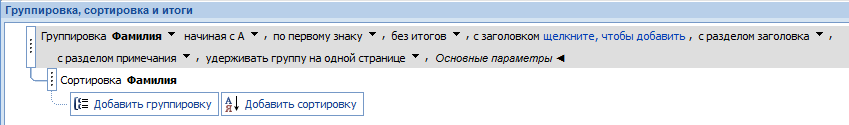 Группировка, сортировка и итоги
Группировка Фамилия ▼ начиная с А ▼ , по первому знаку ▼ , без итогов ▼ , с заголовком щелкните, чтобы добавить , с разделом заголовка ▼ ,
с разделом примечания ▼ , удерживать группу на одной странице ▼ , Основные параметры ◄
Сортировка Фамилия
Добавить группировку АЯ↓ Добавить сортировку